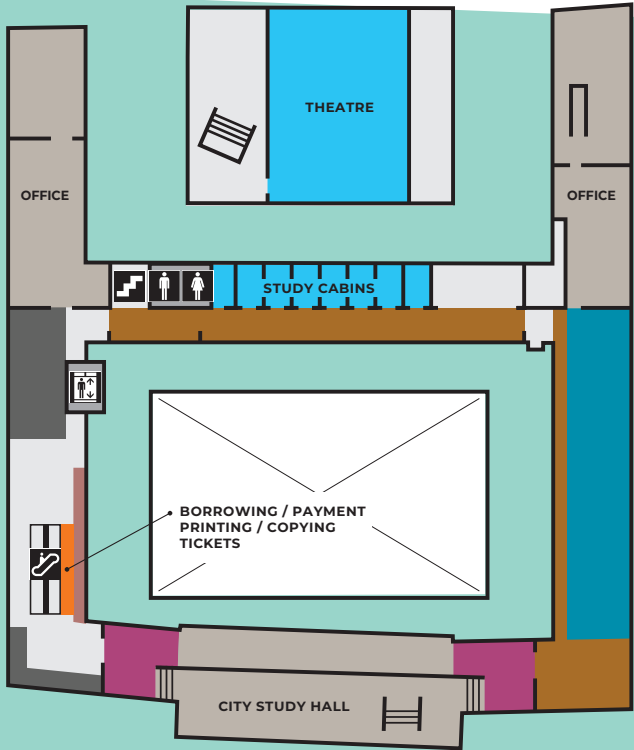 THEATRE
OFFICE
OFFICE
STUDY CABINS
BORROWING / PAYMENT
PRINTING / COPYING
TICKETS
CITY STUDY HALL